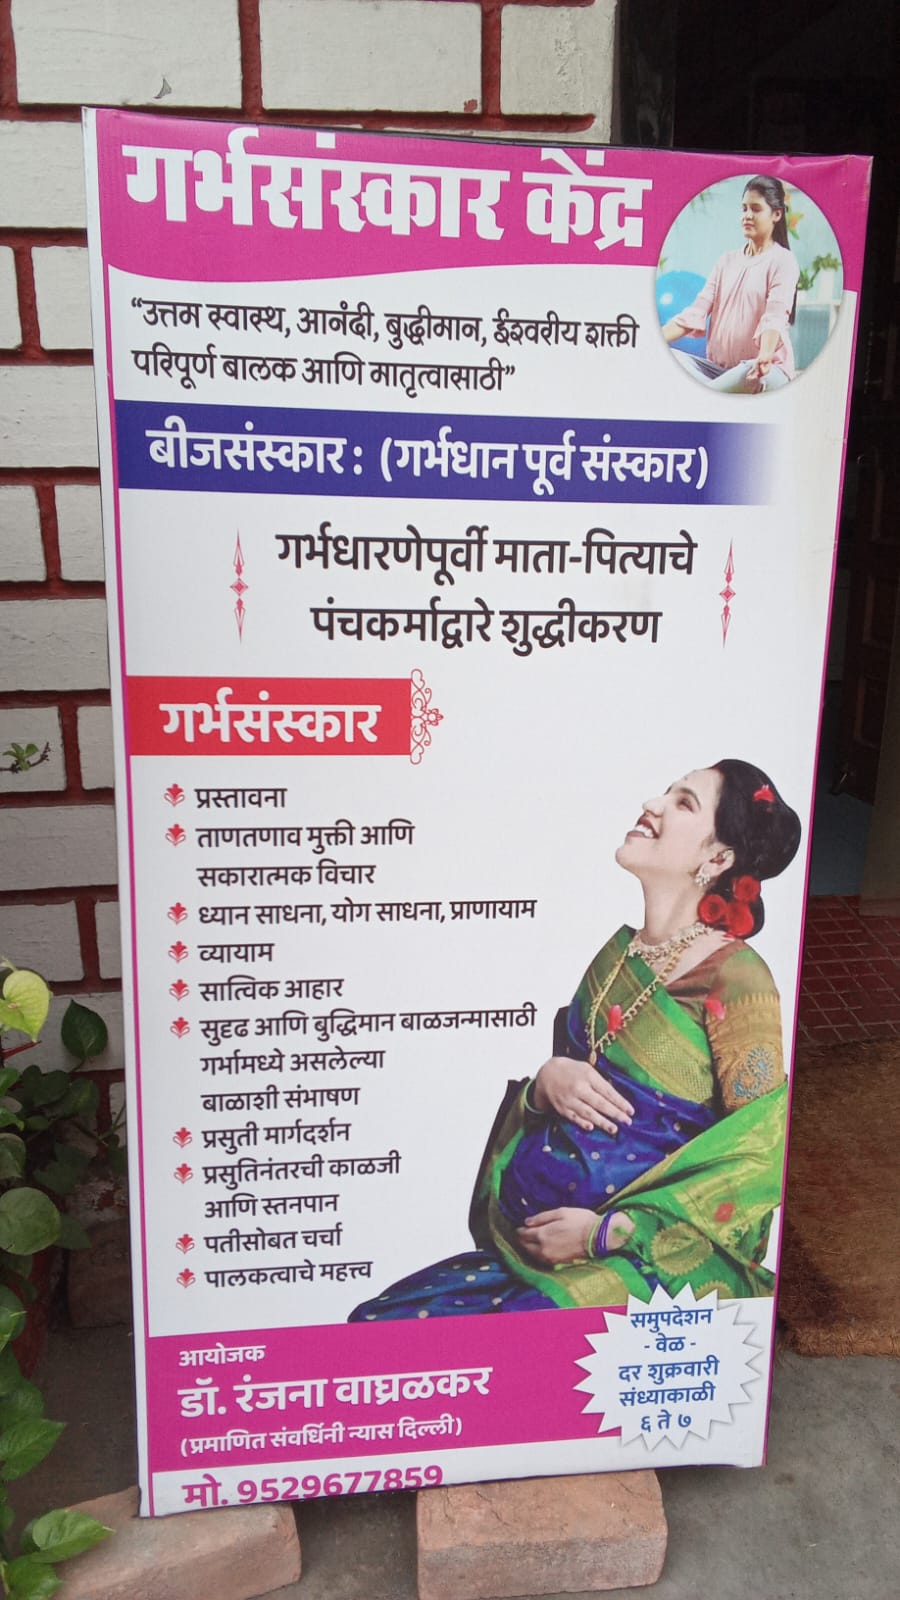 गर्भसंस्कार केंद्र
“उत्तम स्वास्थ, आनंदी, बुद्धीमान, ईश्वरीय शक्ती
परिपूर्ण बालक आणि मातृत्वासाठी”
बीजसंस्कार : (गर्भधान पूर्व संस्कार)
गर्भधारणेपूर्वी माता-पित्याचे
पंचकर्माद्वारे शुद्धीकरण
गर्भसंस्कार
प्रस्तावना
ताणतणाव मुक्ती आणि
सकारात्मक विचार
ध्यान साधना, योग साधना, प्राणायाम
व्यायाम
सात्विक आहार
सुदृढ आणि बुद्धिमान बाळजन्मासाठी
गर्भामध्ये असलेल्या
बाळाशी संभाषण
प्रसुती मार्गदर्शन
प्रसुतिनंतरची काळजी
आणि स्तनपान
पतीसोबत चर्चा
पालकत्वाचे महत्त्व
आयोजक
डॉ. रंजना वाघ्रळकर
(प्रमाणित संवर्धिनी न्यास दिल्ली)
मो. 9529677859
समुपदेशन
- वेळ -
दर शुक्रवारी
संध्याकाळी
६ ते ७